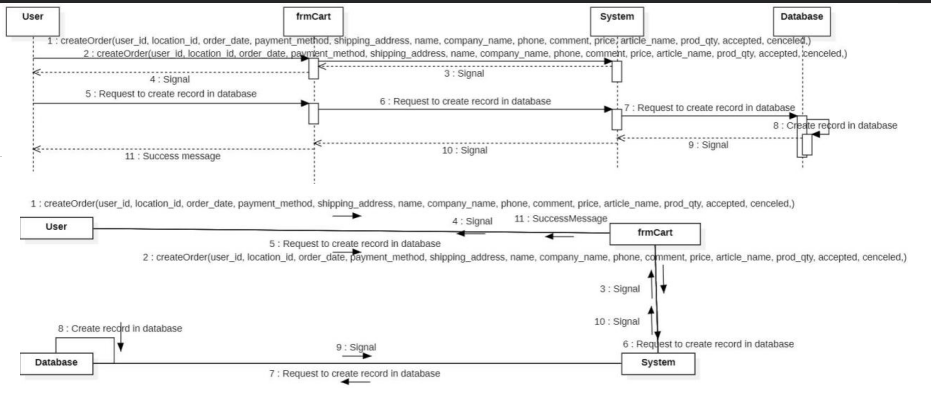 User
frmCart
System
Database
1 : createOrder(user_id, location_id, order_date, payment_method, shipping_address, name, company_name, phone, comment, price, article_name, prod_qty, accepted, cenceled,)
2 : createOrder(user_id, location_id, order_date, payment_method, shipping_address, name, company_name, phone, comment, price, article_name, prod_qty, accepted, cenceled,)
3 : Signal
4 : Signal
5 : Request to create record in database
6 : Request to create record in database
7 : Request to create record in database
8 : Create record in database
9 : Signal
10 : Signal
11 : Success message
1 : createOrder(user_id, location_id, order_date, payment_method, shipping_address, name, company_name, phone, comment, price, article_name, prod_qty, accepted, cenceled,)
User
4 : Signal
11 : SuccessMessage
frmCart
5 : Request to create record in database
2 : createOrder(user_id, location_id, order_date, payment_method, shipping_address, name, company_name, phone, comment, price, article_name, prod_qty, accepted, cenceled,)
3 : Signal
10 : Signal
8 : Create record in database
9 : Signal
6 : Request to create record in database
Database
System
7 : Request to create record in database